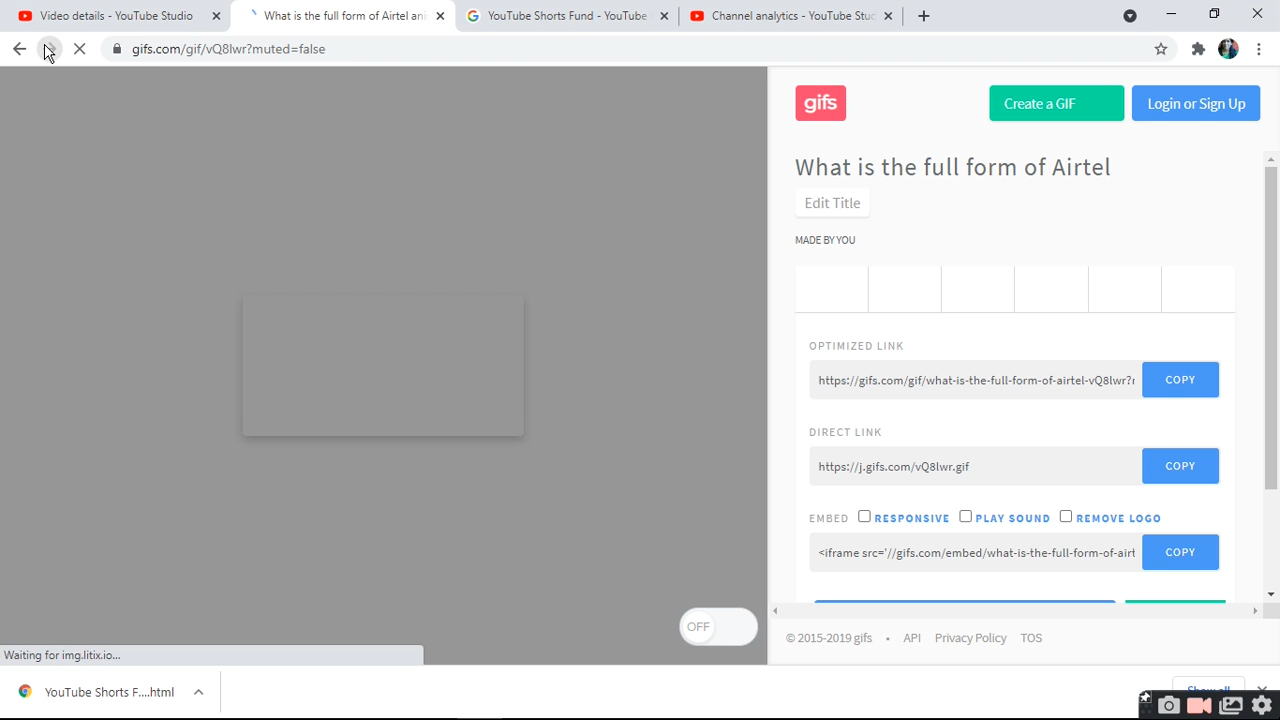 Video details - YouTube Studio
What is the full form of Airtel ani
YouTube Shorts Fund - YouTube
Channel analytics - YouTube Stu
gifs.com/gif/vQ8lwr?muted=false
gifs
Create a GIF
Login or Sign Up
What is the full form of Airtel
Edit Title
MADE BY YOU
OPTIMIZED LINK
https://gifs.com/gif/what-is-the-full-form-of-airtel-vQ8lwr?r
COPY
DIRECT LINK
https://j.gifs.com/vQ8lwr.gif
COPY
EMBED RESPONSIVE PLAY SOUND REMOVE LOGO
<iframe src='//gifs.com/embed/what-is-the-full-form-of-airt
COPY
OFF
© 2015-2019 gifs • API Privacy Policy TOS
Waiting for img.litix.io...
YouTube Shorts F....html
Show all